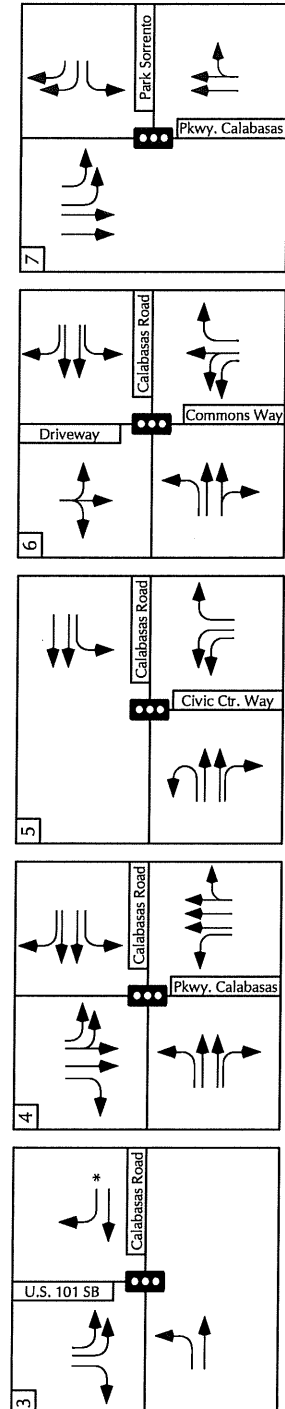 7
Park Sorrento
Pkwy. Calabasas
6
Driveway
Calabasas Road
Commons Way
5
Calabasas Road
Civic Ctr. Way
4
Calabasas Road
Pkwy. Calabasas
3
U.S. 101 SB
*
Calabasas Road